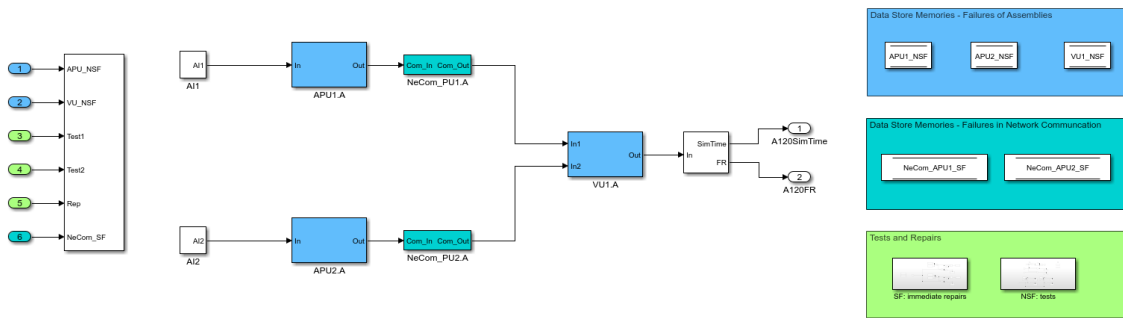 1
APU_NSF
2
VU_NSF
3
Test1
4
Test2
5
Rep
6
NeCom_SF
AI1
AI1
In
Out
APU1.A
Com_In
Com_Out
NeCom_PU1.A
AI2
AI2
In
Out
APU2.A
Com_In
Com_Out
NeCom_PU2.A
In1
In2
Out
VU1.A
In
SimTime
FR
1
A120SimTime
2
A120FR
Data Store Memories - Failures of Assemblies
APU1_NSF
APU2_NSF
VU1_NSF
Data Store Memories - Failures in Network Communcation
NeCom_APU1_SF
NeCom_APU2_SF
Tests and Repairs
SF: immediate repairs
NSF: tests